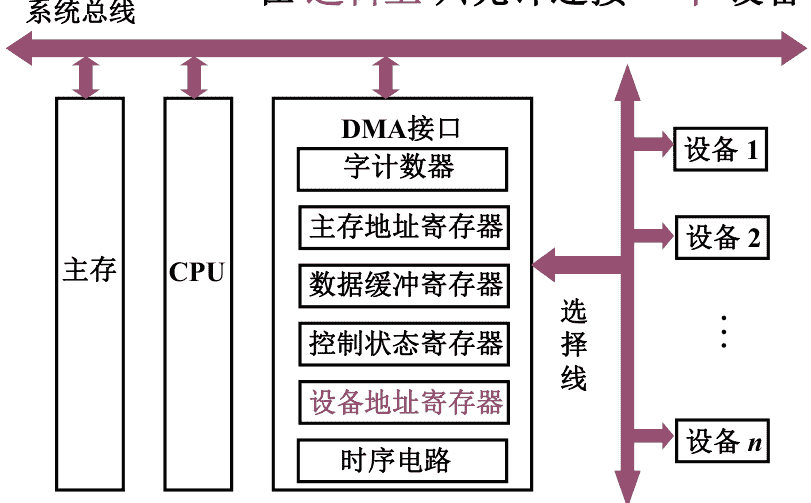 系统总线
设备
DMA接口
字计数器
主存地址寄存器
数据缓冲寄存器
控制状态寄存器
设备地址寄存器
时序电路
主存
CPU
选择线
设备 1
设备 2
⋮
设备 n